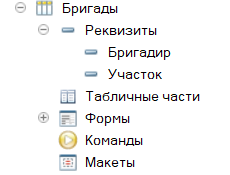 Бригады
Реквизиты
Бригадир
Участок
Табличные части
Формы
Команды
Макеты